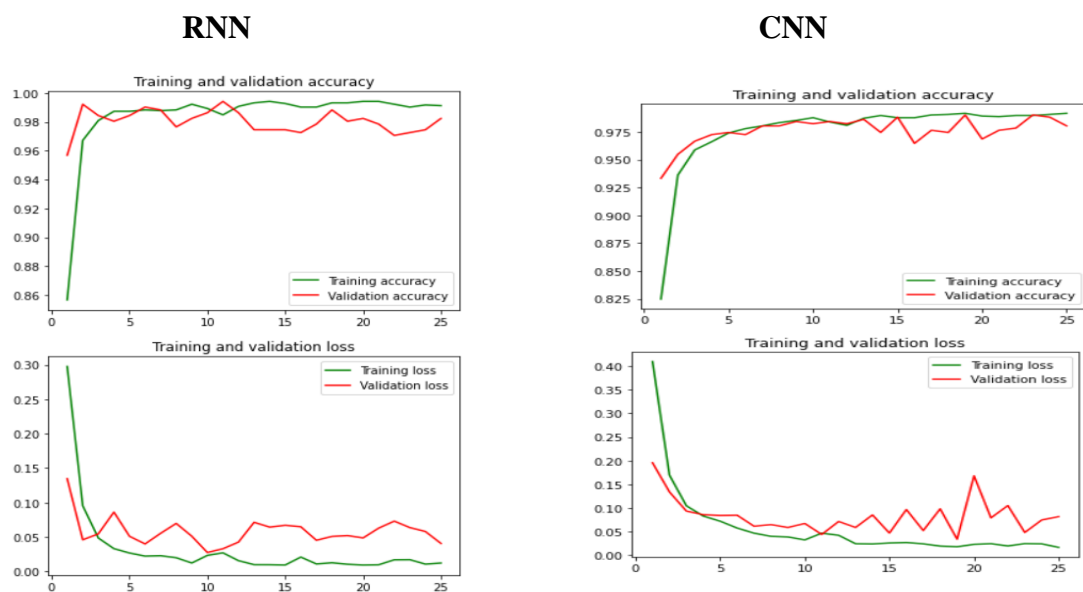 RNN
CNN
Training and validation accuracy
1.00
0.98
0.96
0.94
0.92
0.90
0.88
0.86
Training accuracy
Validation accuracy
0 5 10 15 20 25
Training and validation accuracy
0.975
0.950
0.925
0.900
0.875
0.850
0.825
Training accuracy
Validation accuracy
0 5 10 15 20 25
Training and validation loss
0.30
0.25
0.20
0.15
0.10
0.05
0.00
Training loss
Validation loss
0 5 10 15 20 25
Training and validation loss
0.40
0.35
0.30
0.25
0.20
0.15
0.10
0.05
0.00
Training loss
Validation loss
0 5 10 15 20 25